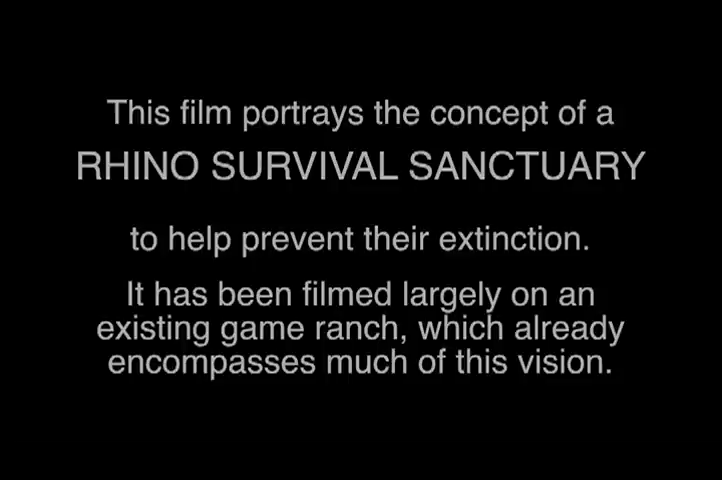 This film portrays the concept of a
RHINO SURVIVAL SANCTUARY
to help prevent their extinction.
It has been filmed largely on an
existing game ranch, which already
encompasses much of this vision.